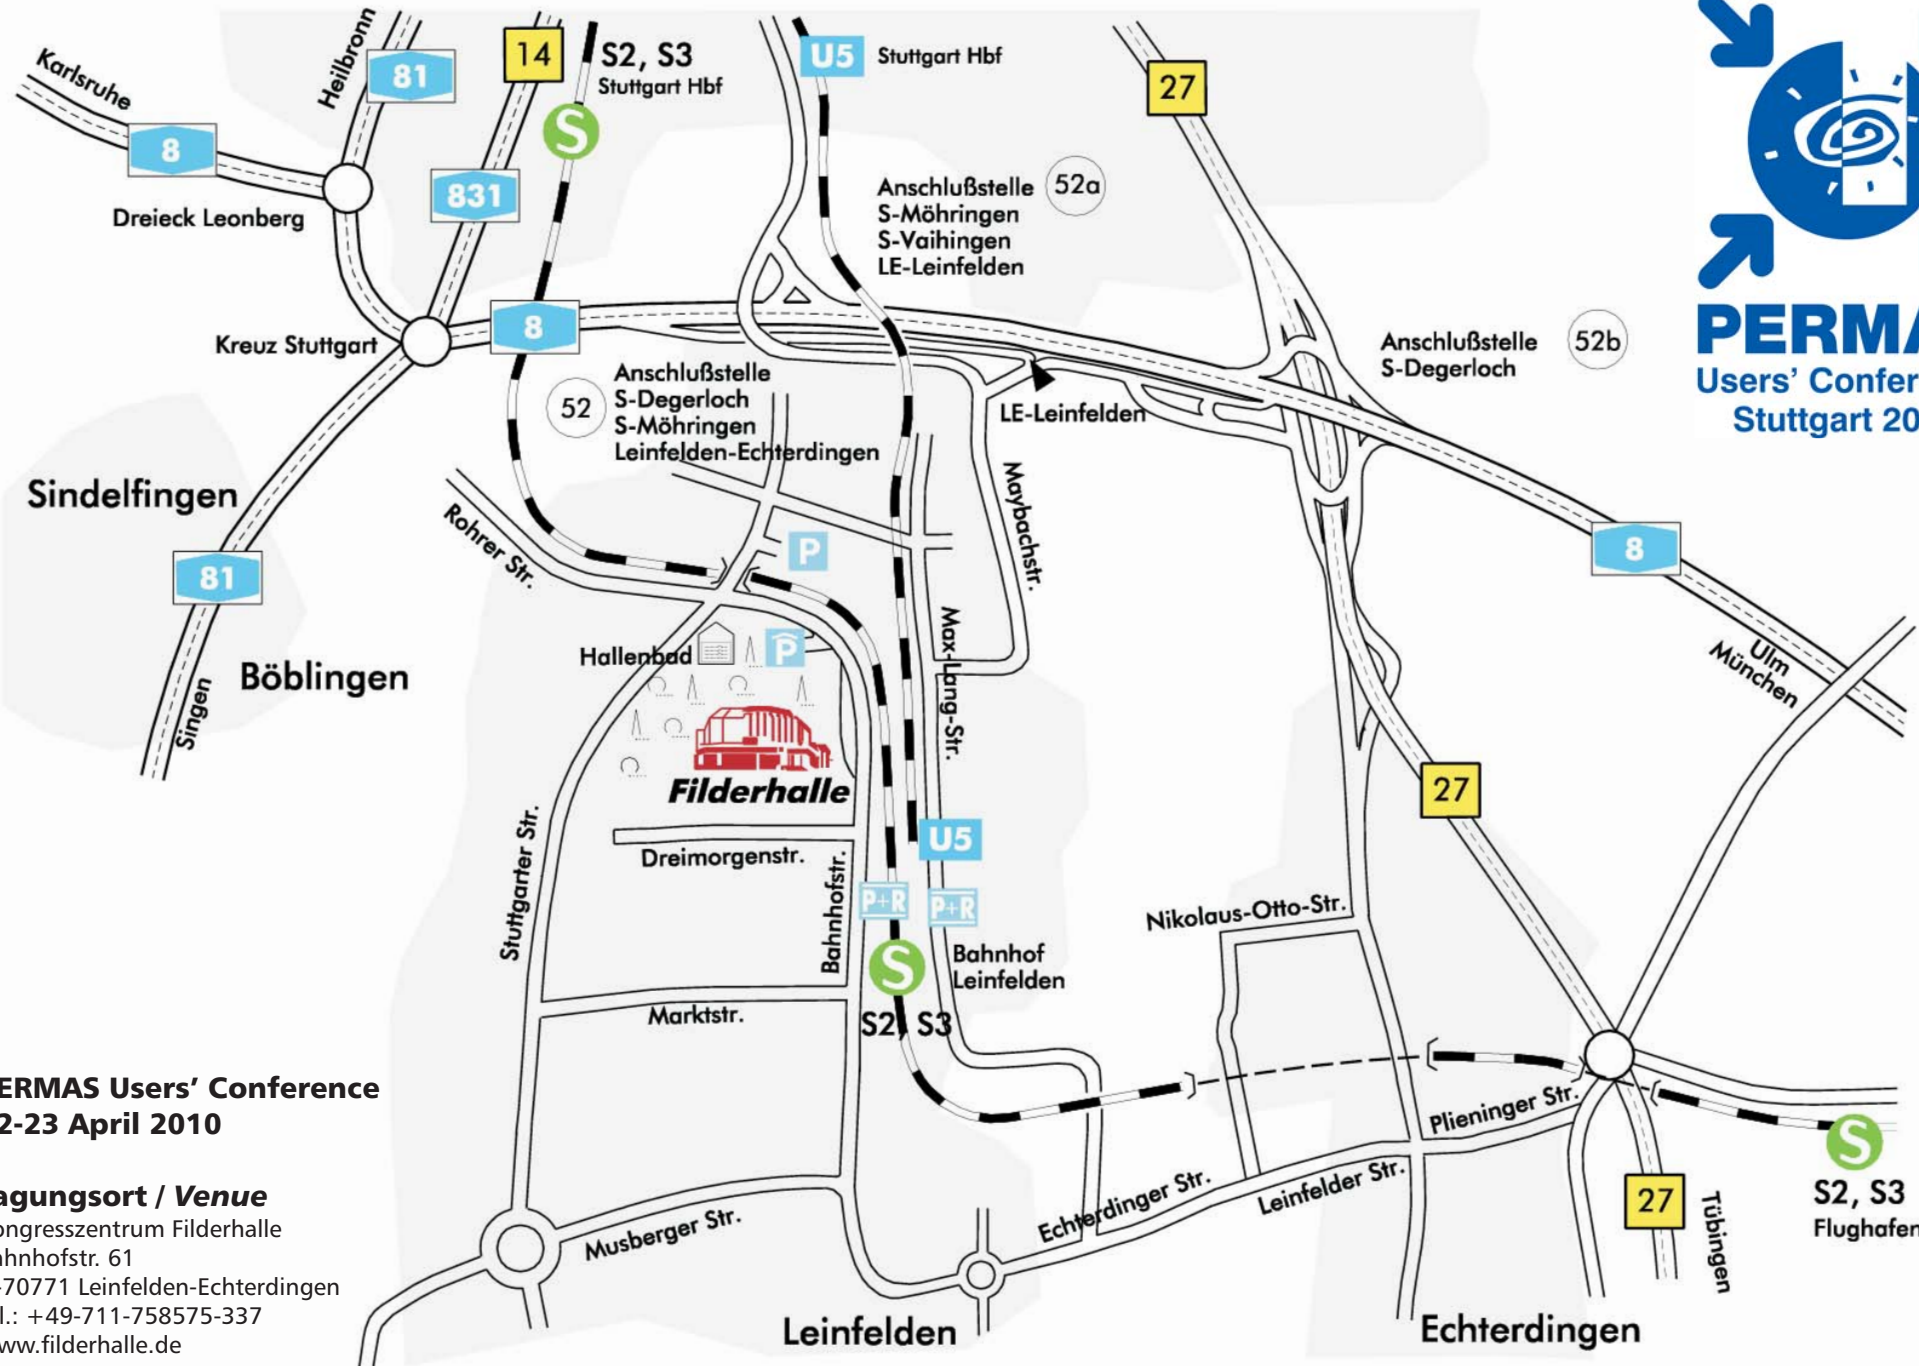 Karlsruhe
8
Heilbronn
81
14
S2, S3
Stuttgart Hbf
S
U5
Stuttgart Hbf
27
831
Dreieck Leonberg
Anschlußstelle
S-Möhringen
S-Vaihingen
LE-Leinfelden
52a
PERMA
Users' Confer
Stuttgart 20
Kreuz Stuttgart
8
Anschlußstelle
S-Degerloch
52b
52
Anschlußstelle
S-Degerloch
S-Möhringen
Leinfelden-Echterdingen
LE-Leinfelden
Sindelfingen
81
Böblingen
Singen
Rohrer Str.
P
Maybachstr.
8
Ulm
München
Hallenbad
P
Max-Lang-Str.
Filderhalle
27
U5
Dreimorgenstr.
Stuttgarter Str.
Bahnhofstr.
P+R
P+R
Nikolaus-Otto-Str.
S
Bahnhof
Leinfelden
Marktstr.
S2, S3
Plieninger Str.
S
S2, S3
Flughafen
27
Tübingen
Musberger Str.
Echterdinger Str.
Leinfelder Str.
Leinfelden
Echterdingen
ERMAS Users' Conference
2-23 April 2010
agungsort / Venue
ongresszentrum Filderhalle
ahnhofstr. 61
-70771 Leinfelden-Echterdingen
l.: +49-711-758575-337
ww.filderhalle.de